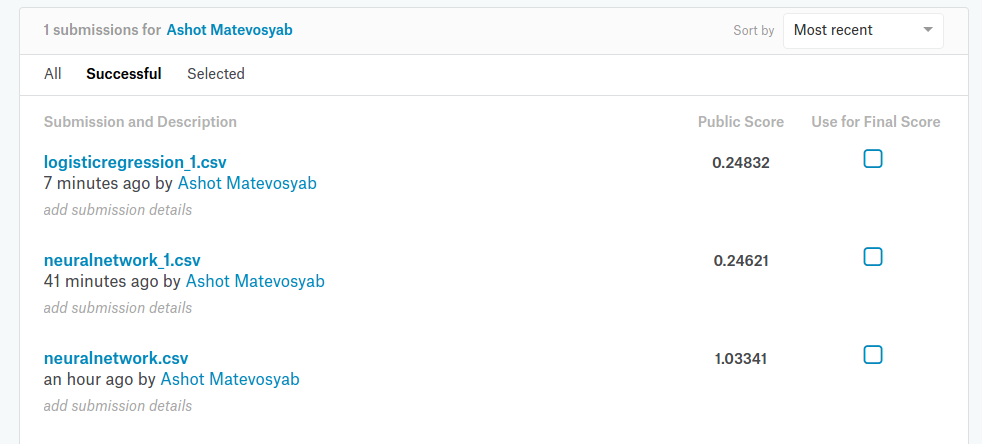 1 submissions for Ashot Matevosyab
Sort by Most recent
All Successful Selected
Submission and Description Public Score Use for Final Score
logisticregression_1.csv 0.24832
7 minutes ago by Ashot Matevosyab
add submission details
neuralnetwork_1.csv 0.24621
41 minutes ago by Ashot Matevosyab
add submission details
neuralnetwork.csv 1.03341
an hour ago by Ashot Matevosyab
add submission details